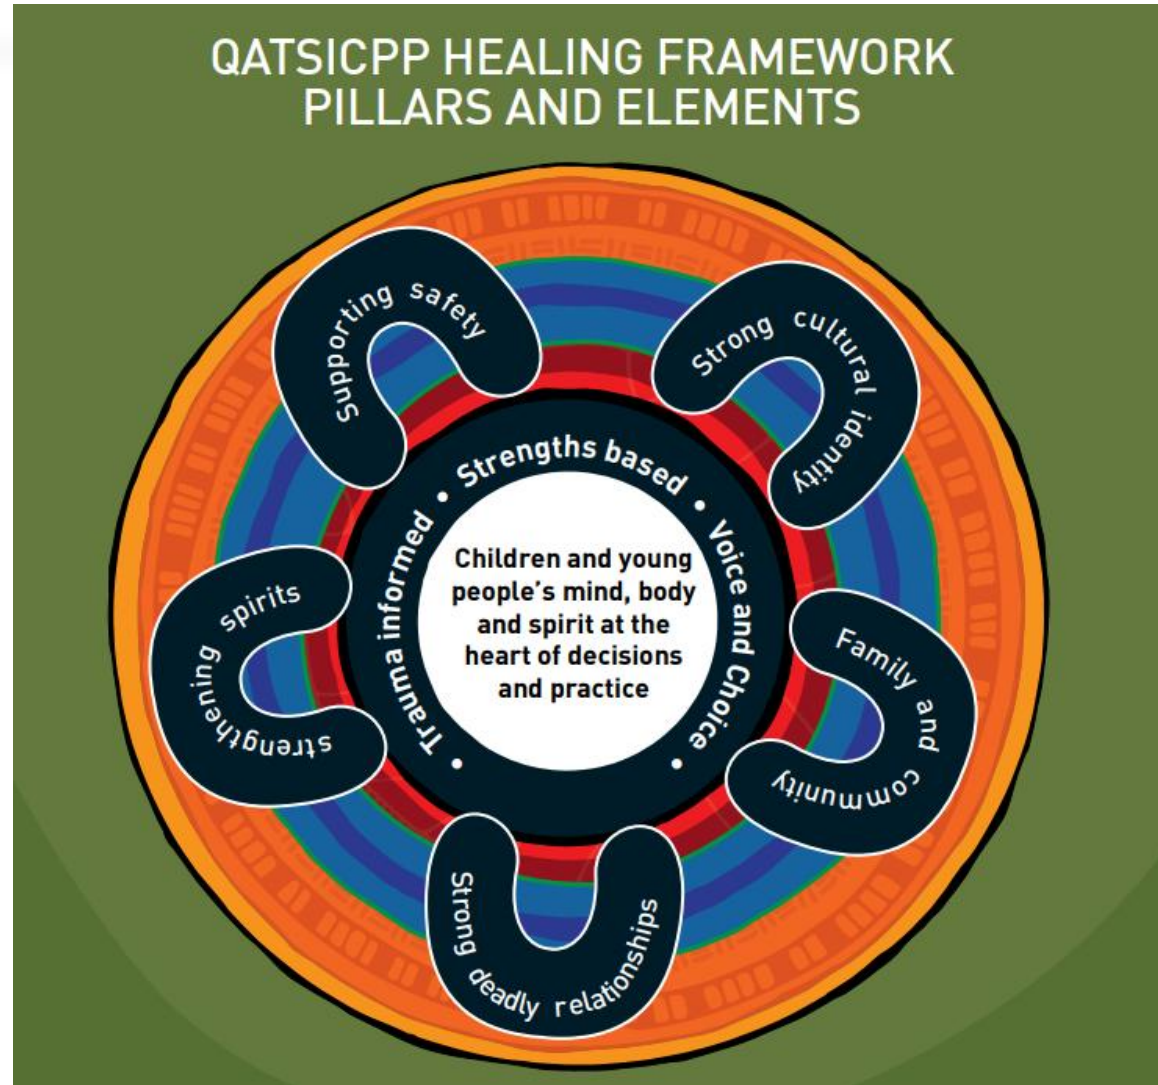 QATSICPP HEALING FRAMEWORK
PILLARS AND ELEMENTS
Supporting safety
Strong cultural identity
• Trauma informed • Strengths based • Voice and Choice •
Children and young
people’s mind, body
and spirit at the
heart of decisions
and practice
strengthening spirits
Family and community
Strong deadly relationships